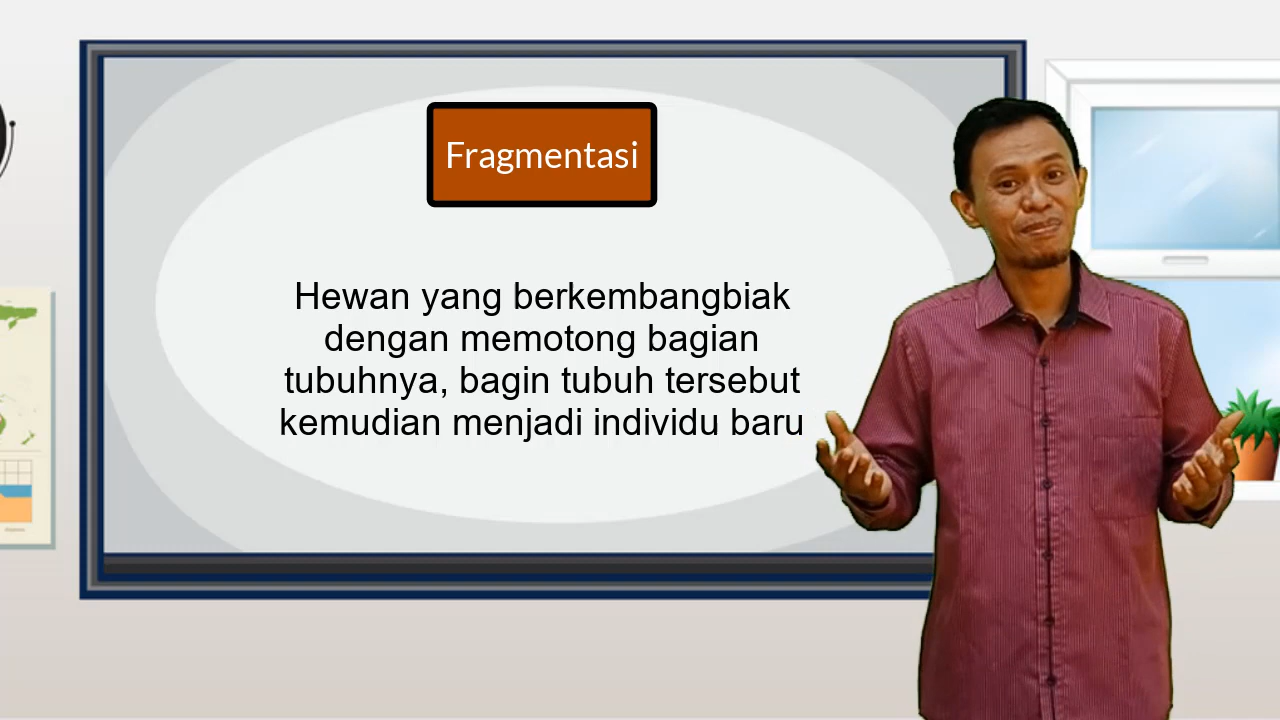 Fragmentasi
Hewan yang berkembangbiak
dengan memotong bagian
tubuhnya, bagin tubuh tersebut
kemudian menjadi individu baru